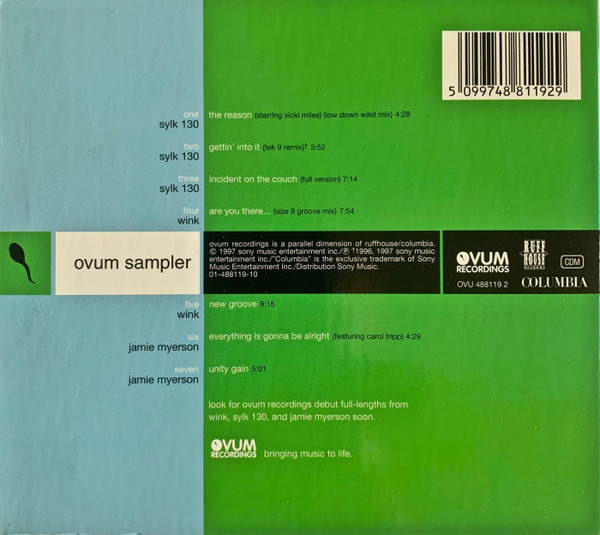 5 099748 811929
one the reason (starring vicki miles) (low down wikit mix) 4:28
sylk 130
two gettin' into it (tek 9 remix)† 3:52
sylk 130
three incident on the couch (full version) 7:14
sylk 130
four are you there... (size 9 groove mix) 7:54
wink
ovum sampler
ovum recordings is a parallel dimension of ruffhouse/columbia.
© 1997 sony music entertainment inc./℗ †1996, 1997 sony music
entertainment inc./"Columbia" is the exclusive trademark of Sony
Music Entertainment Inc./Distribution Sony Music.
01-488119-10
OVUM
RECORDINGS
OVU 488119 2
RUFF
HOUSE
RECORDS
COLUMBIA
CDM
five new groove 6:15
wink
six everything is gonna be alright (featuring carol tripp) 4:29
jamie myerson
seven unity gain 5:01
jamie myerson
look for ovum recordings debut full-lengths from
wink, sylk 130, and jamie myerson soon.
OVUM
RECORDINGS bringing music to life.